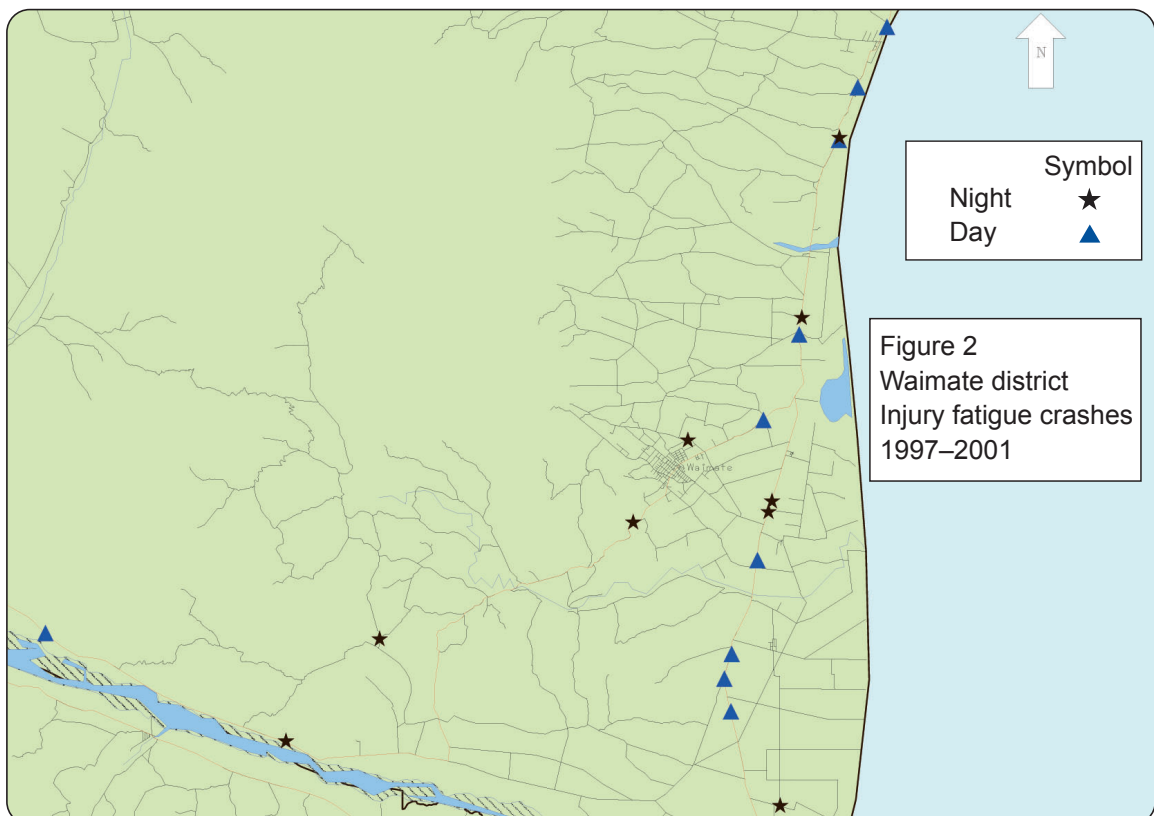 N
Symbol
Night
Day
Figure 2
Waimate district
Injury fatigue crashes
1997–2001
Waimate